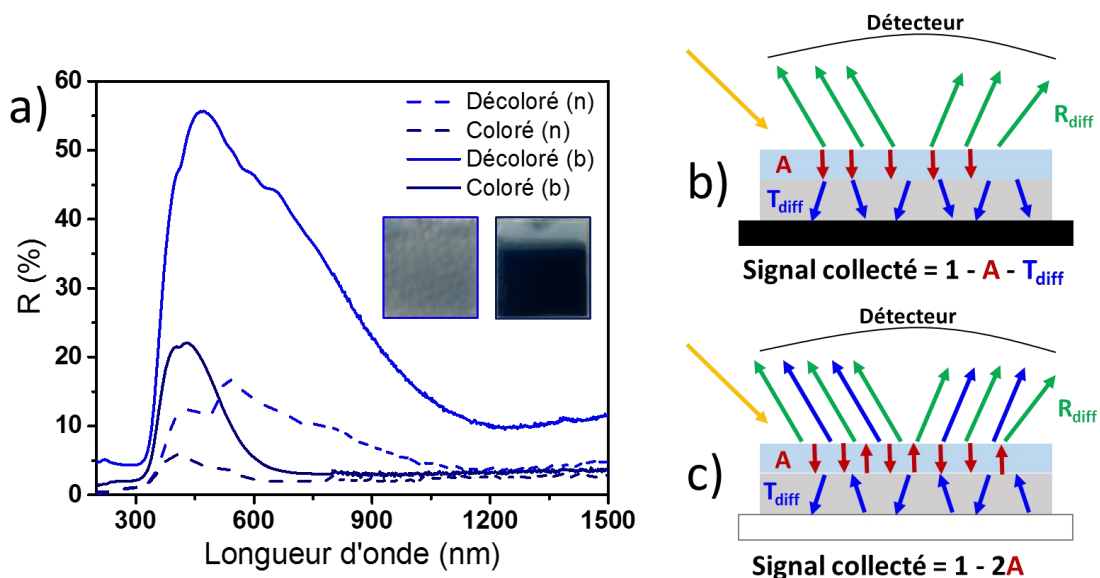 a)
R (%)
60
50
40
30
20
10
0
Décoloré (n)
Coloré (n)
Décoloré (b)
Coloré (b)
300 600 900 1200 1500
Longueur d'onde (nm)
b)
Détecteur
Rdiff
A
Tdiff
Signal collecté = 1 - A - Tdiff
c)
Détecteur
Rdiff
A
Tdiff
Signal collecté = 1 - 2A